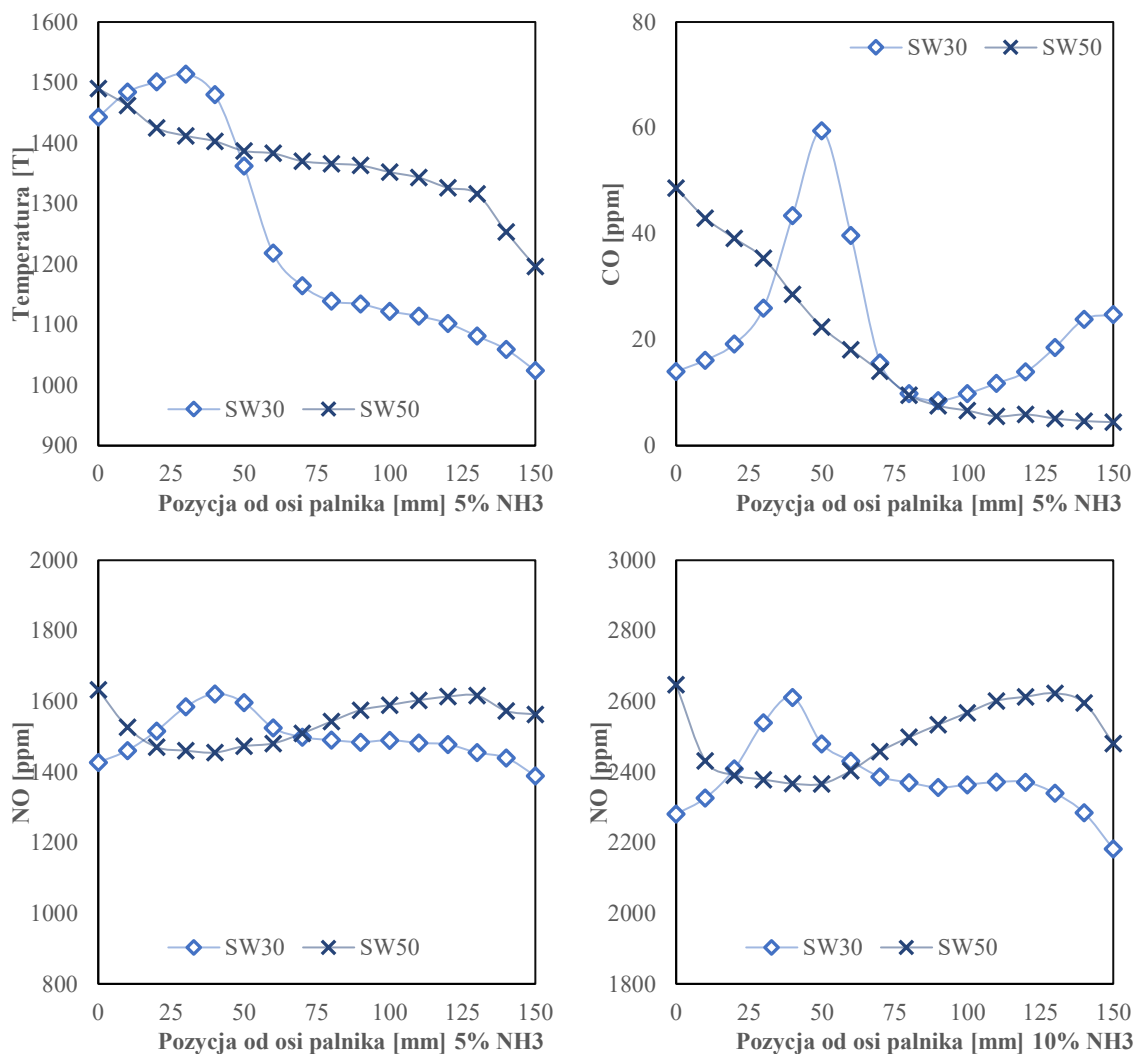 Temperatura [T]
1600
1500
1400
1300
1200
1100
1000
900
SW30 SW50
0 25 50 75 100 125 150
Pozycja od osi palnika [mm] 5% NH3
CO [ppm]
80
60
40
20
0
SW30 SW50
0 25 50 75 100 125 150
Pozycja od osi palnika [mm] 5% NH3
NO [ppm]
2000
1800
1600
1400
1200
1000
800
SW30 SW50
0 25 50 75 100 125 150
Pozycja od osi palnika [mm] 5% NH3
NO [ppm]
3000
2800
2600
2400
2200
2000
1800
SW30 SW50
0 25 50 75 100 125 150
Pozycja od osi palnika [mm] 10% NH3